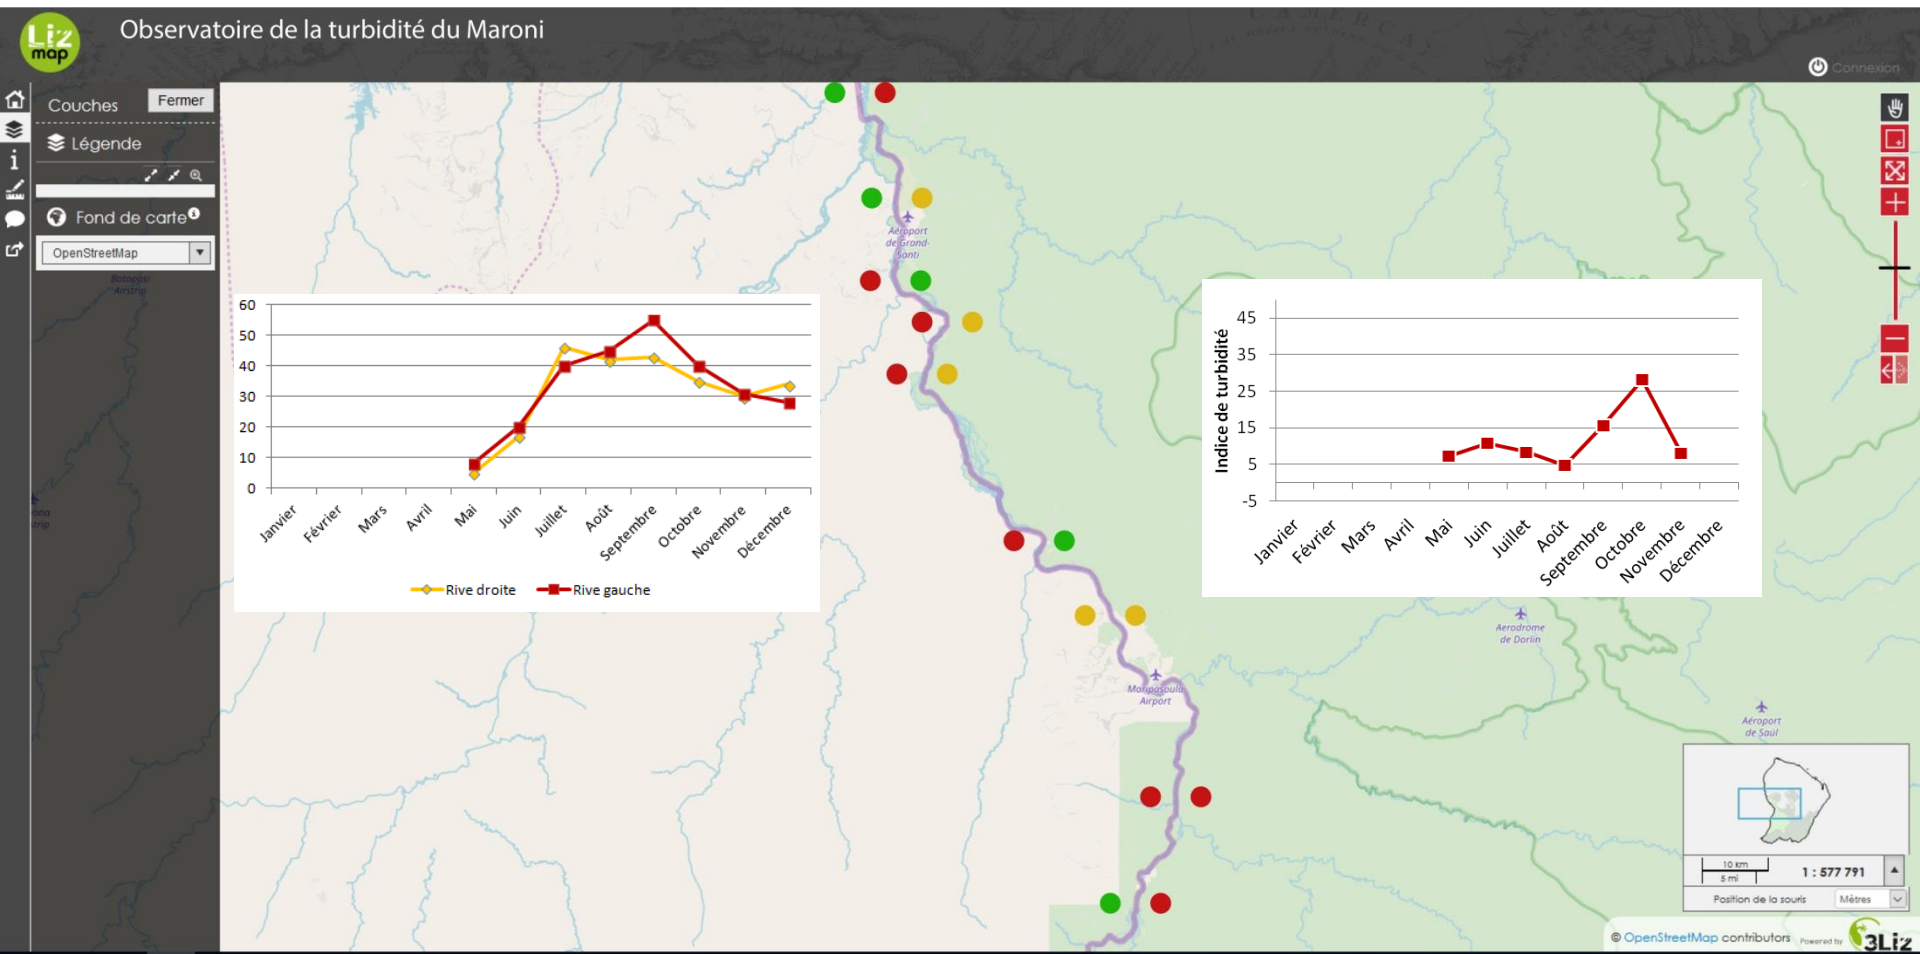 Liz
map
Observatoire de la turbidité du Maroni
Connexion
Couches
Fermer
Légende
Fond de carte
OpenStreetMap
Airstrip
Aéroport
de Grand-
Santi
60
50
40
30
20
10
0
Janvier
Février
Mars
Avril
Mai
Juin
Juillet
Août
Septembre
Octobre
Novembre
Décembre
Rive droite
Rive gauche
Indice de turbidité
45
35
25
15
5
-5
Janvier
Février
Mars
Avril
Mai
Juin
Juillet
Août
Septembre
Octobre
Novembre
Décembre
Aerodrome
de Dorlin
Maripasoula
Airport
Aéroport
de Saül
10 km
5 mi
1 : 577 791
Position de la souris
Mètres
© OpenStreetMap contributors
Powered by
3Liz